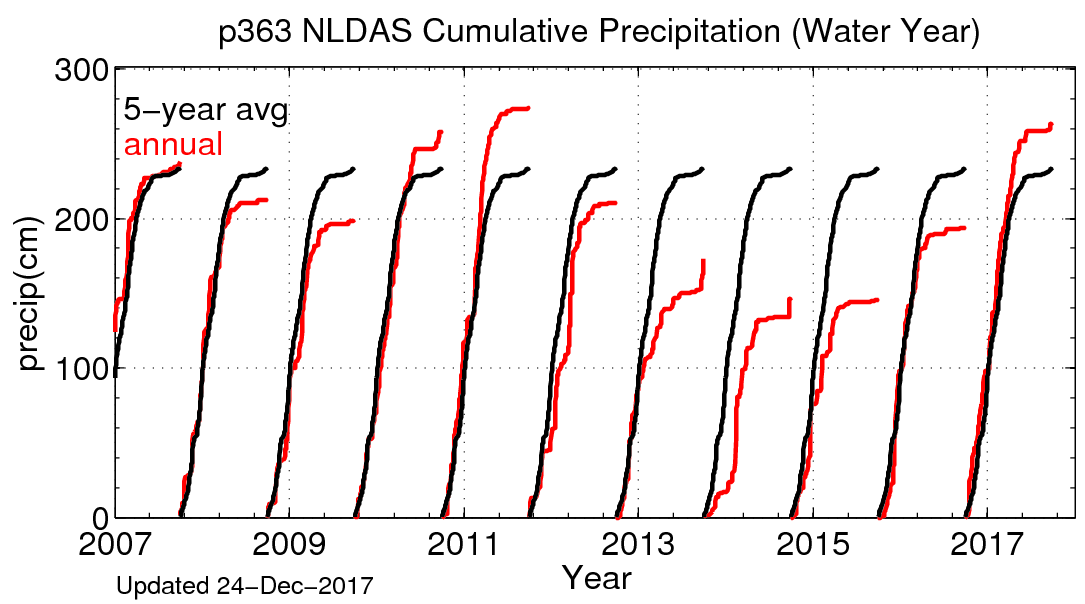 p363 NLDAS Cumulative Precipitation (Water Year)
300
5−year avg
annual
200
precip(cm)
100
0
2007 2009 2011 2013 2015 2017
Year
Updated 24−Dec−2017